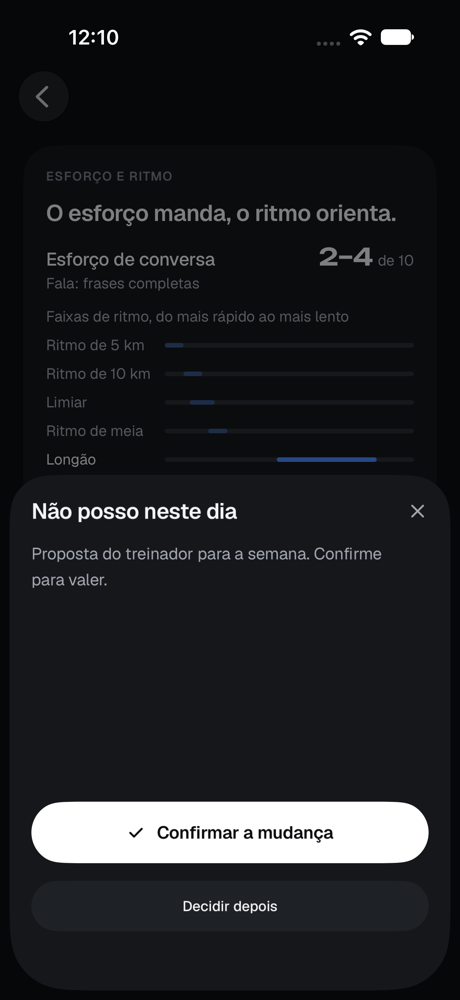 12:10
ESFORÇO E RITMO
O esforço manda, o ritmo orienta.
Esforço de conversa
2–4 de 10
Fala: frases completas
Faixas de ritmo, do mais rápido ao mais lento
Ritmo de 5 km
Ritmo de 10 km
Limiar
Ritmo de meia
Longão
Não posso neste dia
Proposta do treinador para a semana. Confirme
para valer.
Confirmar a mudança
Decidir depois